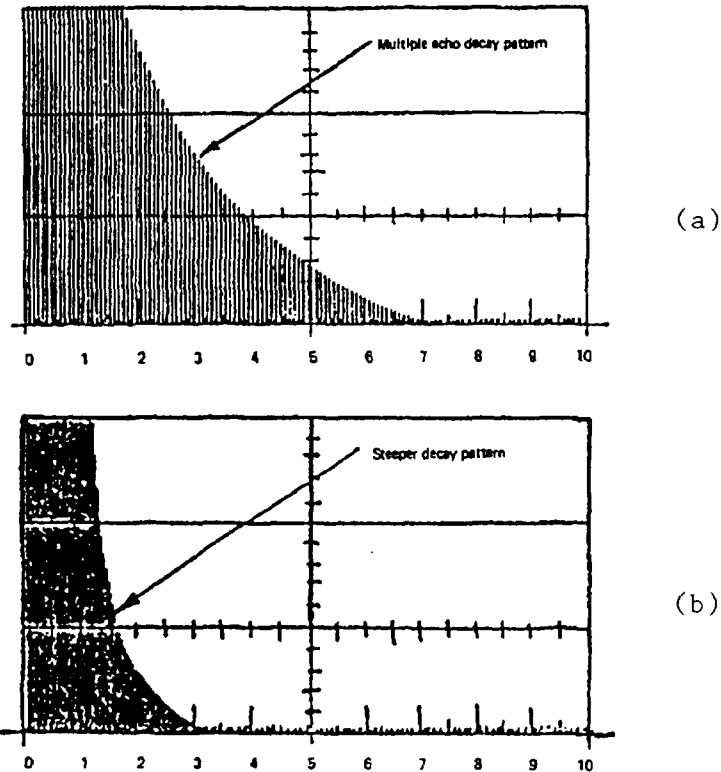 Multiple echo decay pattern
(a)
0 1 2 3 4 5 6 7 8 9 10
Steeper decay pattern
(b)
0 1 2 3 4 5 6 7 8 9 10